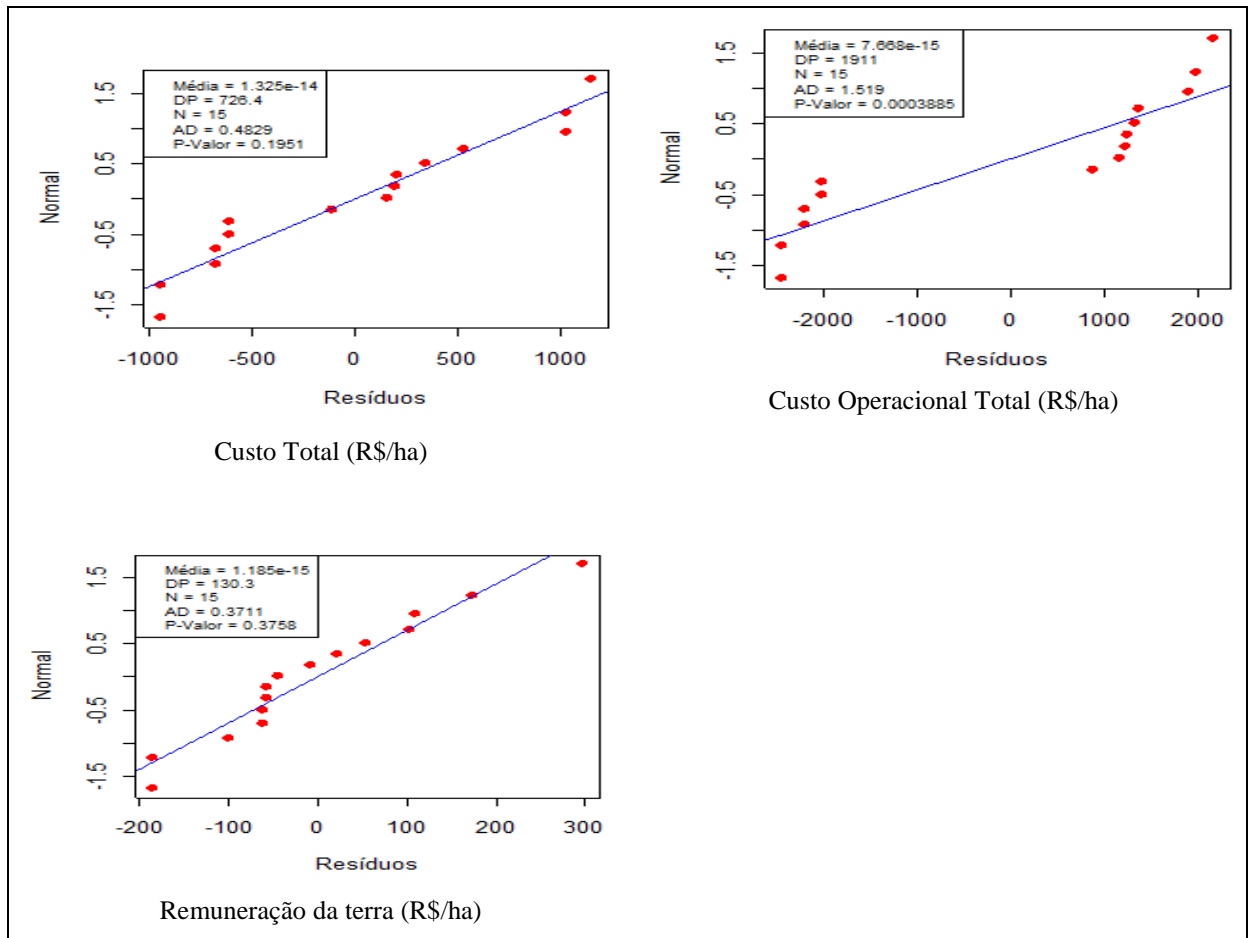 Média = 1.325e-14
DP = 726.4
N = 15
AD = 0.4829
P-Valor = 0.1951
Normal
-1.5
-0.5
0.5
1.5
-1000
-500
0
500
1000
Resíduos
Custo Total (R$/ha)
Média = 7.668e-15
DP = 1911
N = 15
AD = 1.519
P-Valor = 0.0003885
Normal
-1.5
-0.5
0.5
1.5
-2000
-1000
0
1000
2000
Resíduos
Custo Operacional Total (R$/ha)
Média = 1.185e-15
DP = 130.3
N = 15
AD = 0.3711
P-Valor = 0.3758
Normal
-1.5
-0.5
0.5
1.5
-200
-100
0
100
200
300
Resíduos
Remuneração da terra (R$/ha)